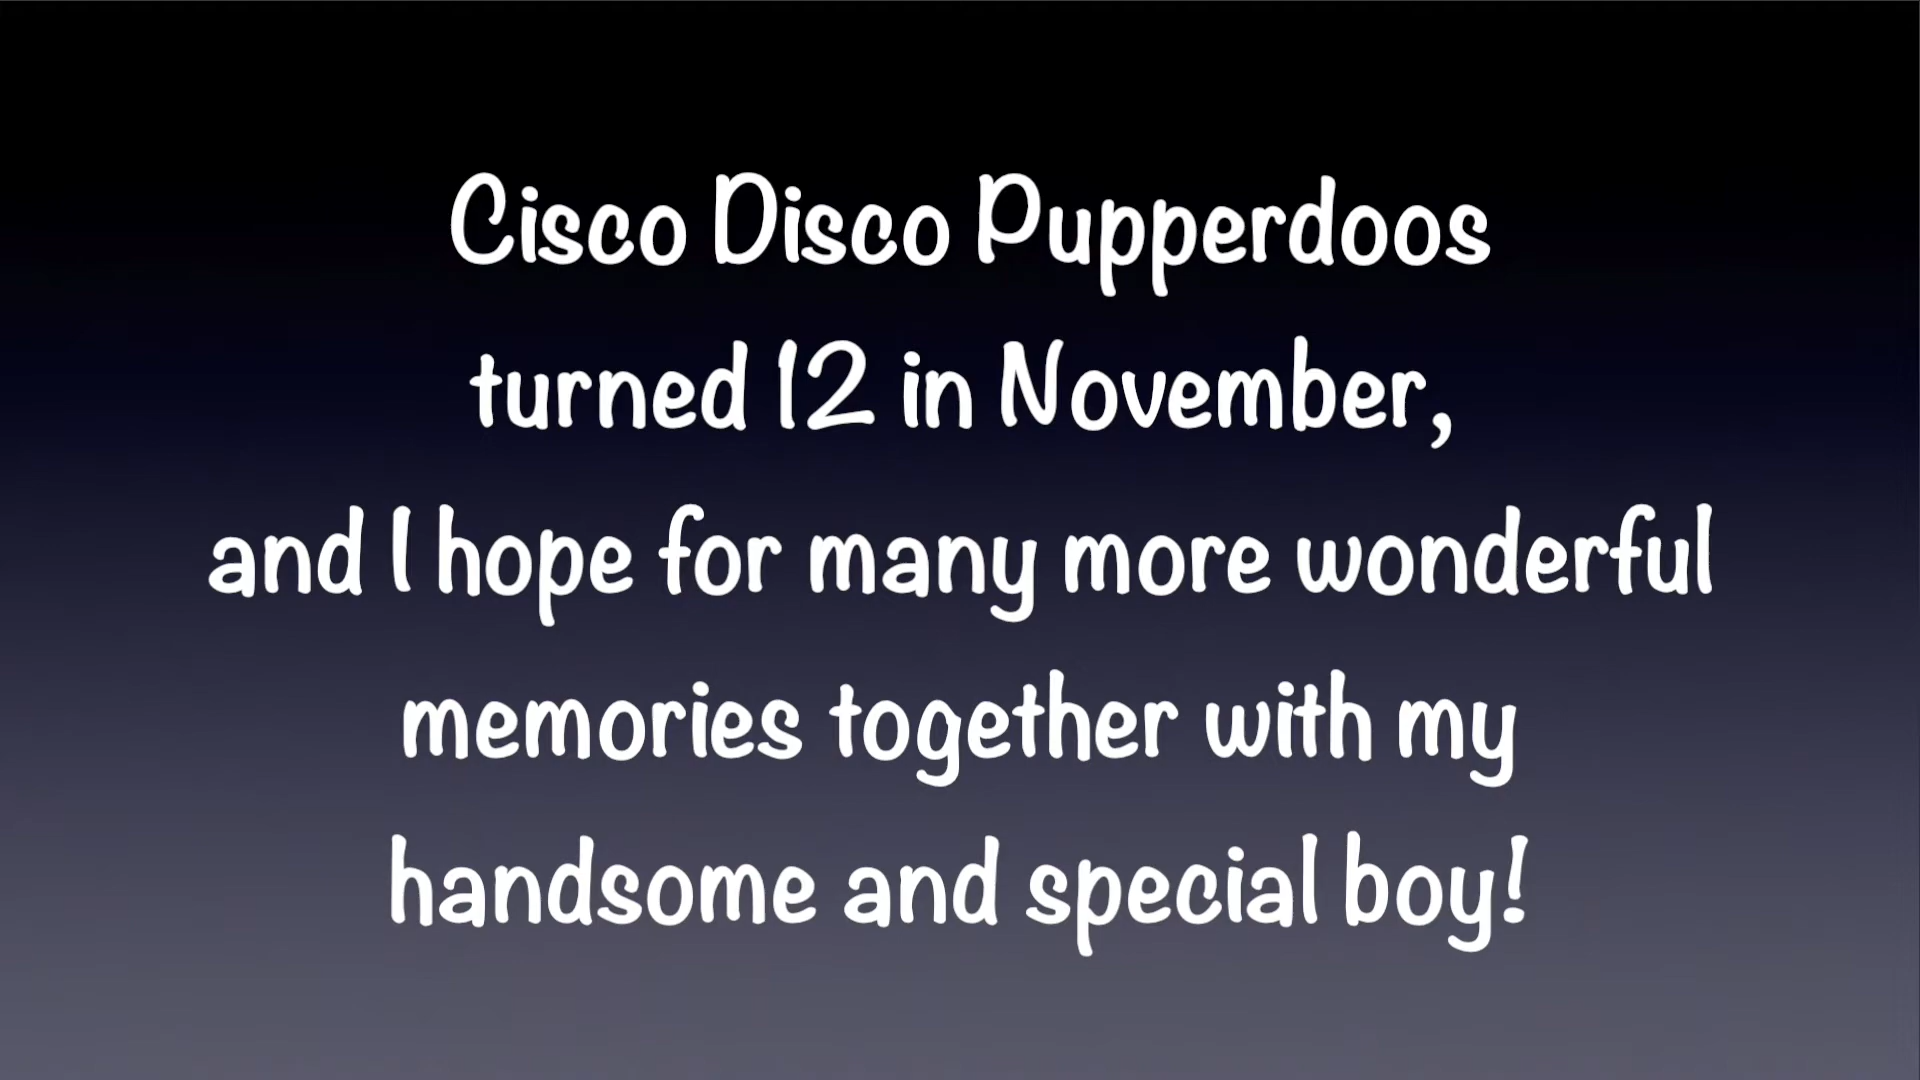 Cisco Disco Pupperdoos
turned 12 in November,
and I hope for many more wonderful
memories together with my
handsome and special boy!